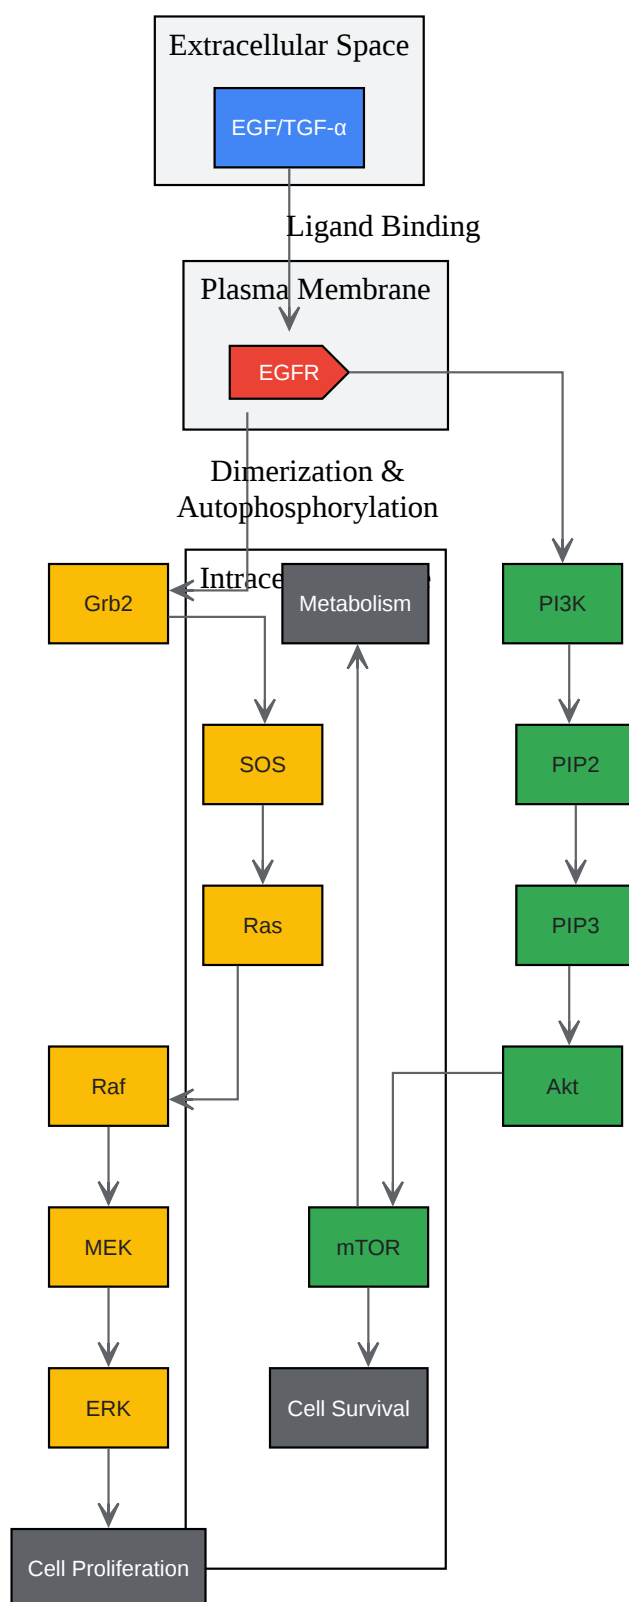 Extracellular Space
EGF/TGF-α
Ligand Binding
Plasma Membrane
EGFR
Dimerization &
Autophosphorylation
Grb2
Metabolism
PI3K
SOS
PIP2
Ras
PIP3
Raf
Akt
MEK
mTOR
ERK
Cell Survival
Cell Proliferation